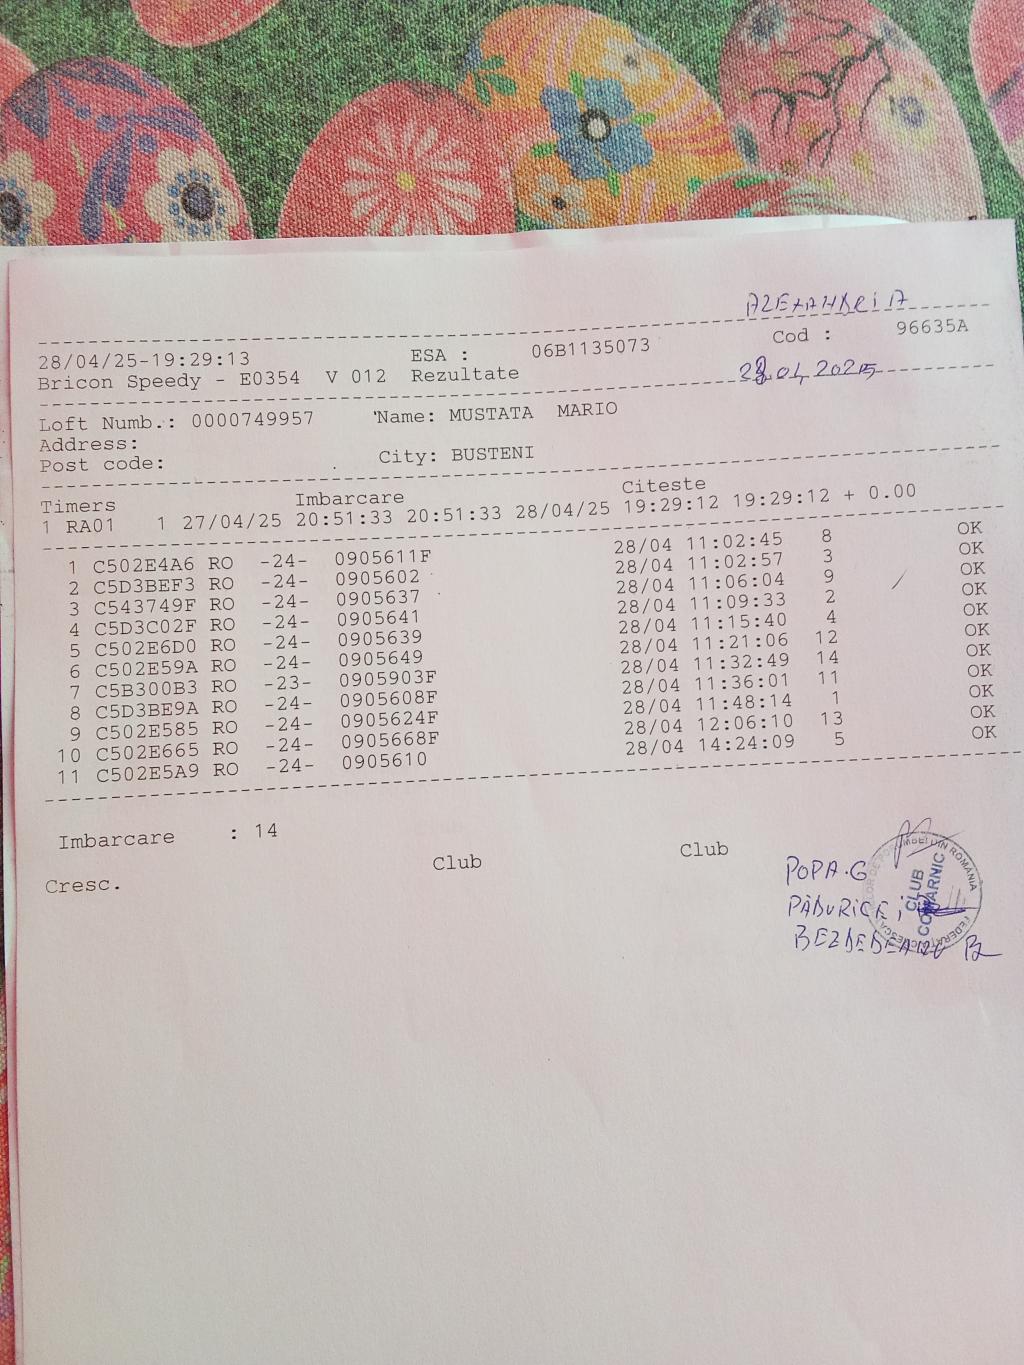 ALEXANDRIA
28/04/25-19:29:13 ESA : 06B1135073 Cod : 96635A
Bricon Speedy - E0354 V 012 Rezultate 28.04.2025
Loft Numb.: 0000749957 Name: MUSTATA MARIO
Address:
Post code: City: BUSTENI
Timers Imbarcare Citeste
1 RA01 1 27/04/25 20:51:33 20:51:33 28/04/25 19:29:12 19:29:12 + 0.00
1 C502E4A6 RO -24- 0905611F 28/04 11:02:45 8 OK
2 C5D3BEF3 RO -24- 0905602 28/04 11:02:57 3 OK
3 C543749F RO -24- 0905637 28/04 11:06:04 9 OK
4 C5D3C02F RO -24- 0905641 28/04 11:09:33 2 OK
5 C502E6D0 RO -24- 0905639 28/04 11:15:40 4 OK
6 C502E59A RO -24- 0905649 28/04 11:21:06 12 OK
7 C5B300B3 RO -23- 0905903F 28/04 11:32:49 14 OK
8 C5D3BE9A RO -24- 0905608F 28/04 11:36:01 11 OK
9 C502E585 RO -24- 0905624F 28/04 11:48:14 1 OK
10 C502E665 RO -24- 0905668F 28/04 12:06:10 13 OK
11 C502E5A9 RO -24- 0905610 28/04 14:24:09 5 OK
Imbarcare : 14
Cresc. Club Club
POPA.G
PĂDURICE
BEZDEDEANU
CLUB
COMARNIC
DIN ROMÂNIA